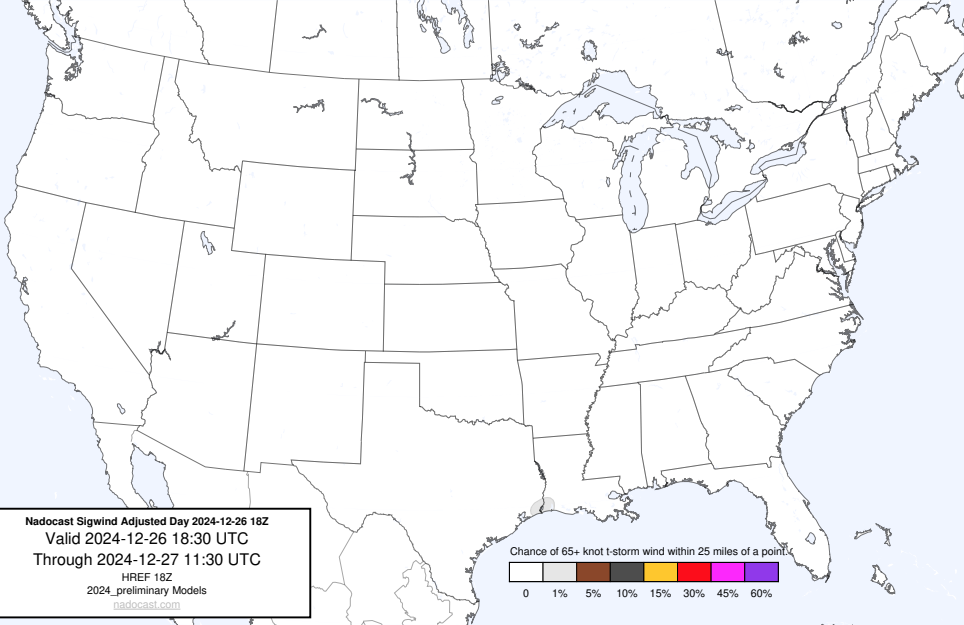 Nadocast Sigwind Adjusted Day 2024-12-26 18Z
Valid 2024-12-26 18:30 UTC
Through 2024-12-27 11:30 UTC
HREF 18Z
2024_preliminary Models
nadocast.com
Chance of 65+ knot t-storm wind within 25 miles of a point.
0 1% 5% 10% 15% 30% 45% 60%